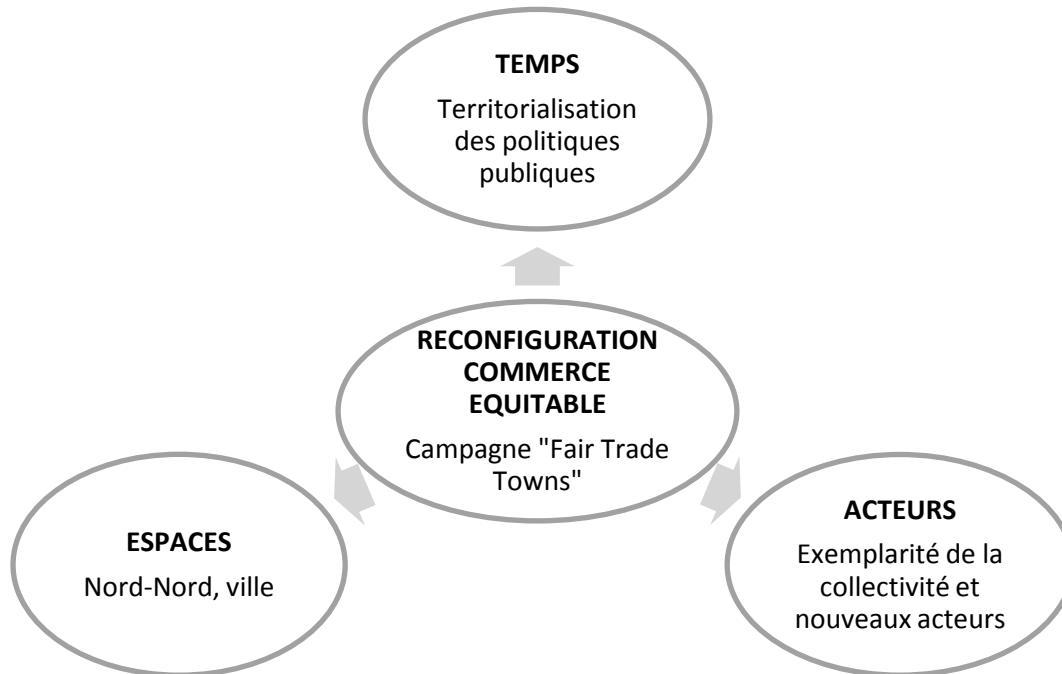 TEMPS
Territorialisation
des politiques
publiques
RECONFIGURATION
COMMERCE
EQUITABLE
Campagne "Fair Trade
Towns"
ESPACES
Nord-Nord, ville
ACTEURS
Exemplarité de la
collectivité et
nouveaux acteurs